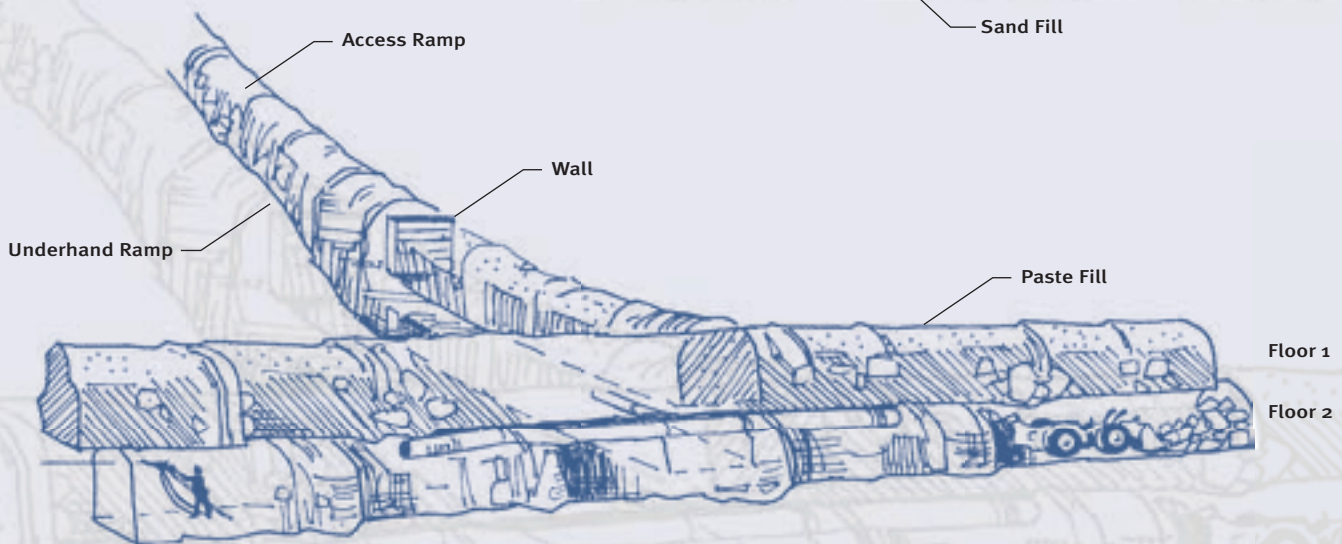 Sand Fill
Access Ramp
Wall
Underhand Ramp
Paste Fill
Floor 1
Floor 2